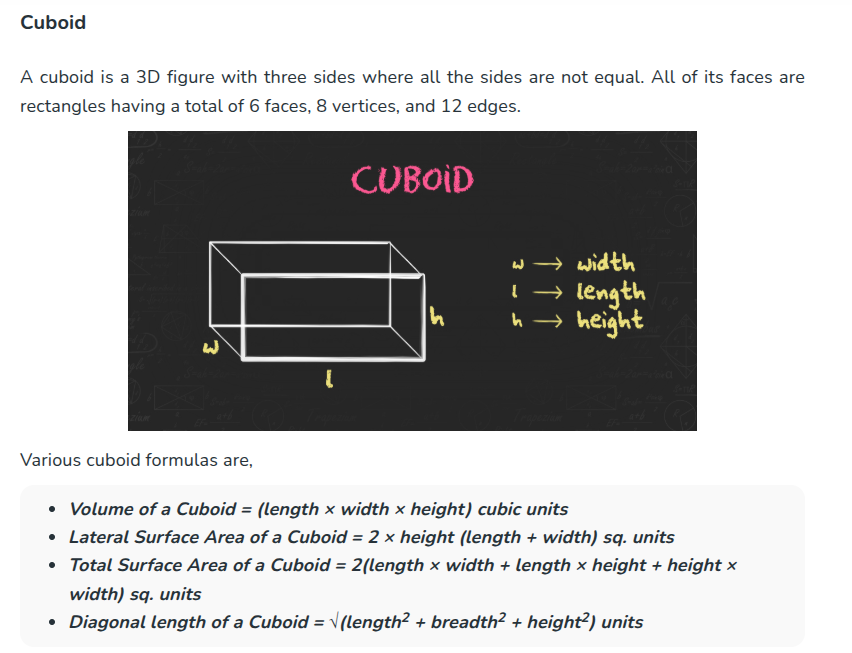 Cuboid
A cuboid is a 3D figure with three sides where all the sides are not equal. All of its faces are
rectangles having a total of 6 faces, 8 vertices, and 12 edges.
CUBOiD
w → width
l → length
h → height
h
w
l
Various cuboid formulas are,
• Volume of a Cuboid = (length × width × height) cubic units
• Lateral Surface Area of a Cuboid = 2 × height (length + width) sq. units
• Total Surface Area of a Cuboid = 2(length × width + length × height + height ×
width) sq. units
• Diagonal length of a Cuboid = √(length² + breadth² + height²) units